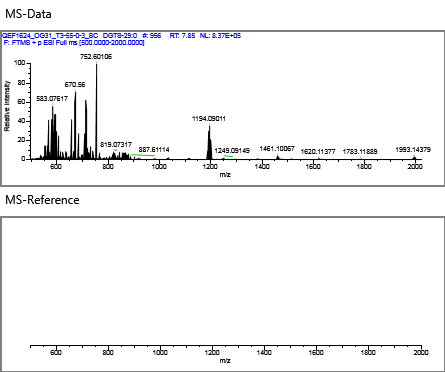 MS-Data
QEF1624_OG31_T3-55-0-3_SC DGT8-29:0 #: 996 RT: 7.85 NL: 8.37E+05
F: FTMS + p ESI Full ms [500.0000-2000.0000]
752.60106
100
670.56
80
583.07617
60
1194.09011
40
20
819.07317
887.61114
1249.09149
1461.10067
1620.11377
1783.11889
1993.14379
0
Relative Intensity
600 800 1000 1200 1400 1600 1800 2000
m/z
MS-Reference
600 800 1000 1200 1400 1600 1800 2000
m/z